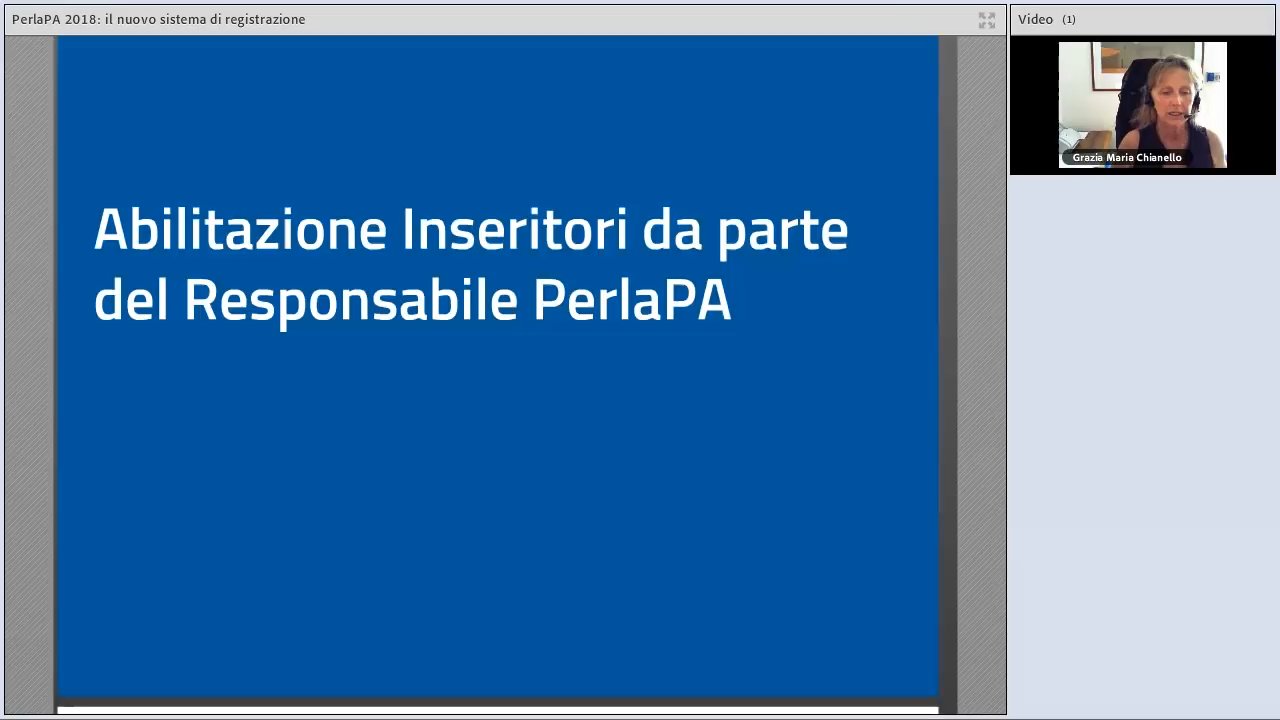 PerlaPA 2018: il nuovo sistema di registrazione
Video (1)
Grazia Maria Chianello
Abilitazione Inseritori da parte
del Responsabile PerlaPA